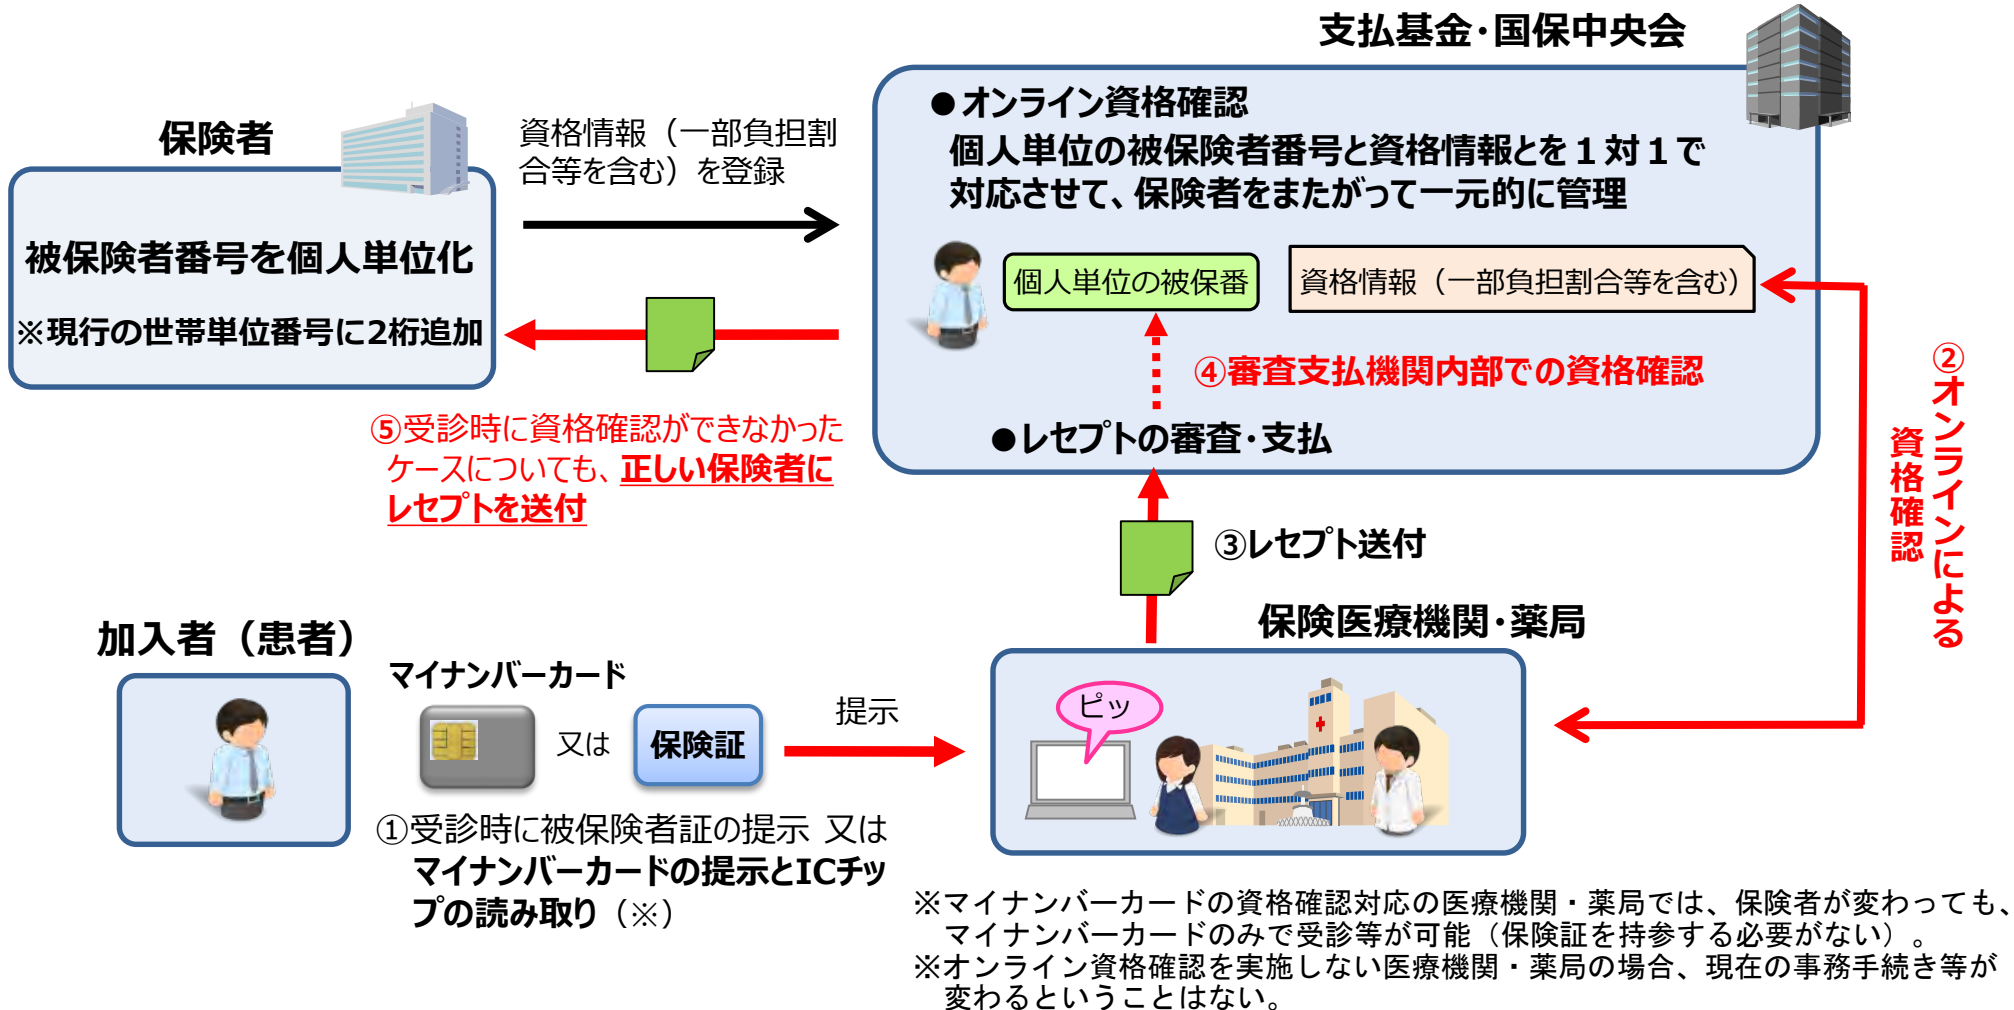 支払基金・国保中央会
●オンライン資格確認
個人単位の被保険者番号と資格情報とを１対１で
対応させて、保険者をまたがって一元的に管理
個人単位の被保番
資格情報（一部負担割合等を含む）
④審査支払機関内部での資格確認
●レセプトの審査・支払
保険者
被保険者番号を個人単位化
※現行の世帯単位番号に2桁追加
資格情報（一部負担割
合等を含む）を登録
⑤受診時に資格確認ができなかった
ケースについても、正しい保険者に
レセプトを送付
②オンラインによる
資格確認
③レセプト送付
保険医療機関・薬局
ピッ
加入者（患者）
マイナンバーカード
又は
保険証
提示
①受診時に被保険者証の提示 又は
マイナンバーカードの提示とICチッ
プの読み取り（※）
※マイナンバーカードの資格確認対応の医療機関・薬局では、保険者が変わっても、
マイナンバーカードのみで受診等が可能（保険証を持参する必要がない）。
※オンライン資格確認を実施しない医療機関・薬局の場合、現在の事務手続き等が
変わるということはない。